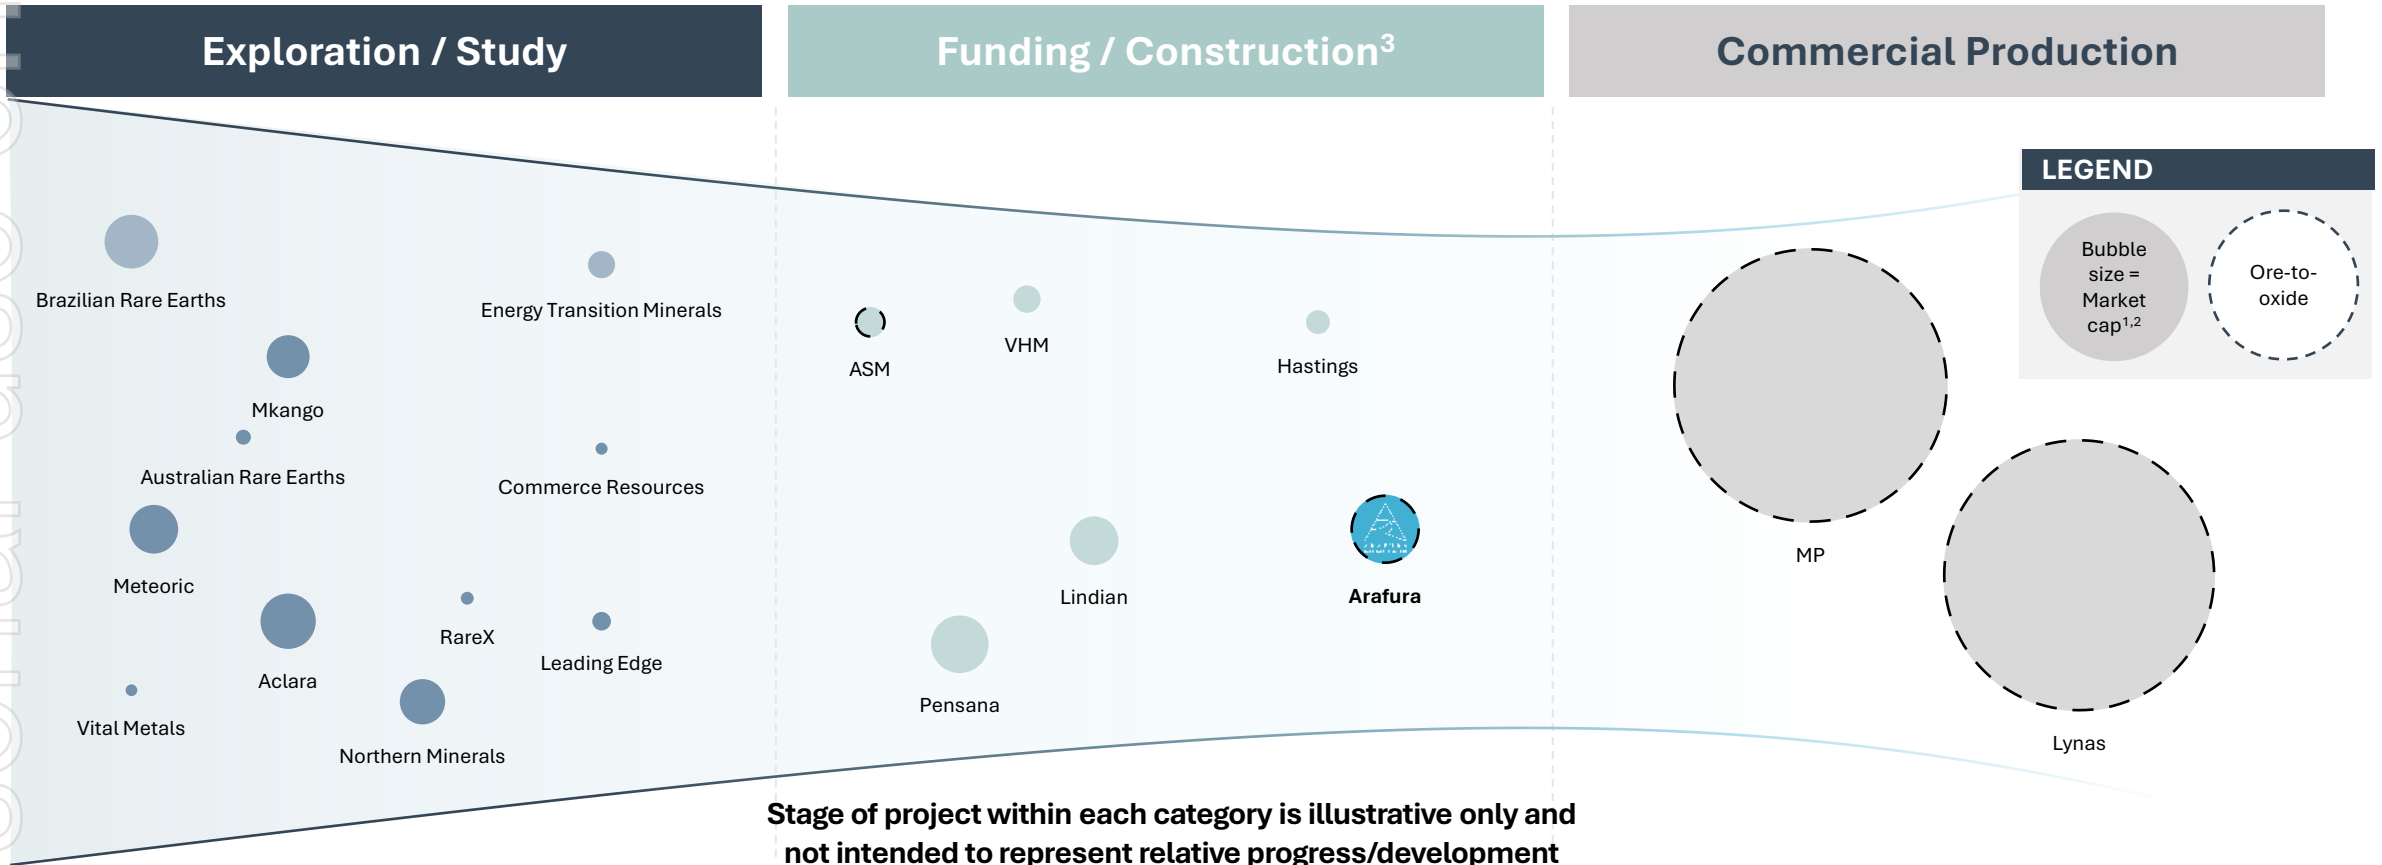 Exploration / Study
Funding / Construction³
Commercial Production
LEGEND
Bubble
size =
Market
cap¹,²
Ore-to-
oxide
Brazilian Rare Earths
Energy Transition Minerals
Mkango
Australian Rare Earths
Commerce Resources
Meteoric
RareX
Leading Edge
Aclara
Vital Metals
Northern Minerals
ASM
VHM
Hastings
Lindian
Arafura
Pensana
MP
Lynas
Stage of project within each category is illustrative only and
not intended to represent relative progress/development